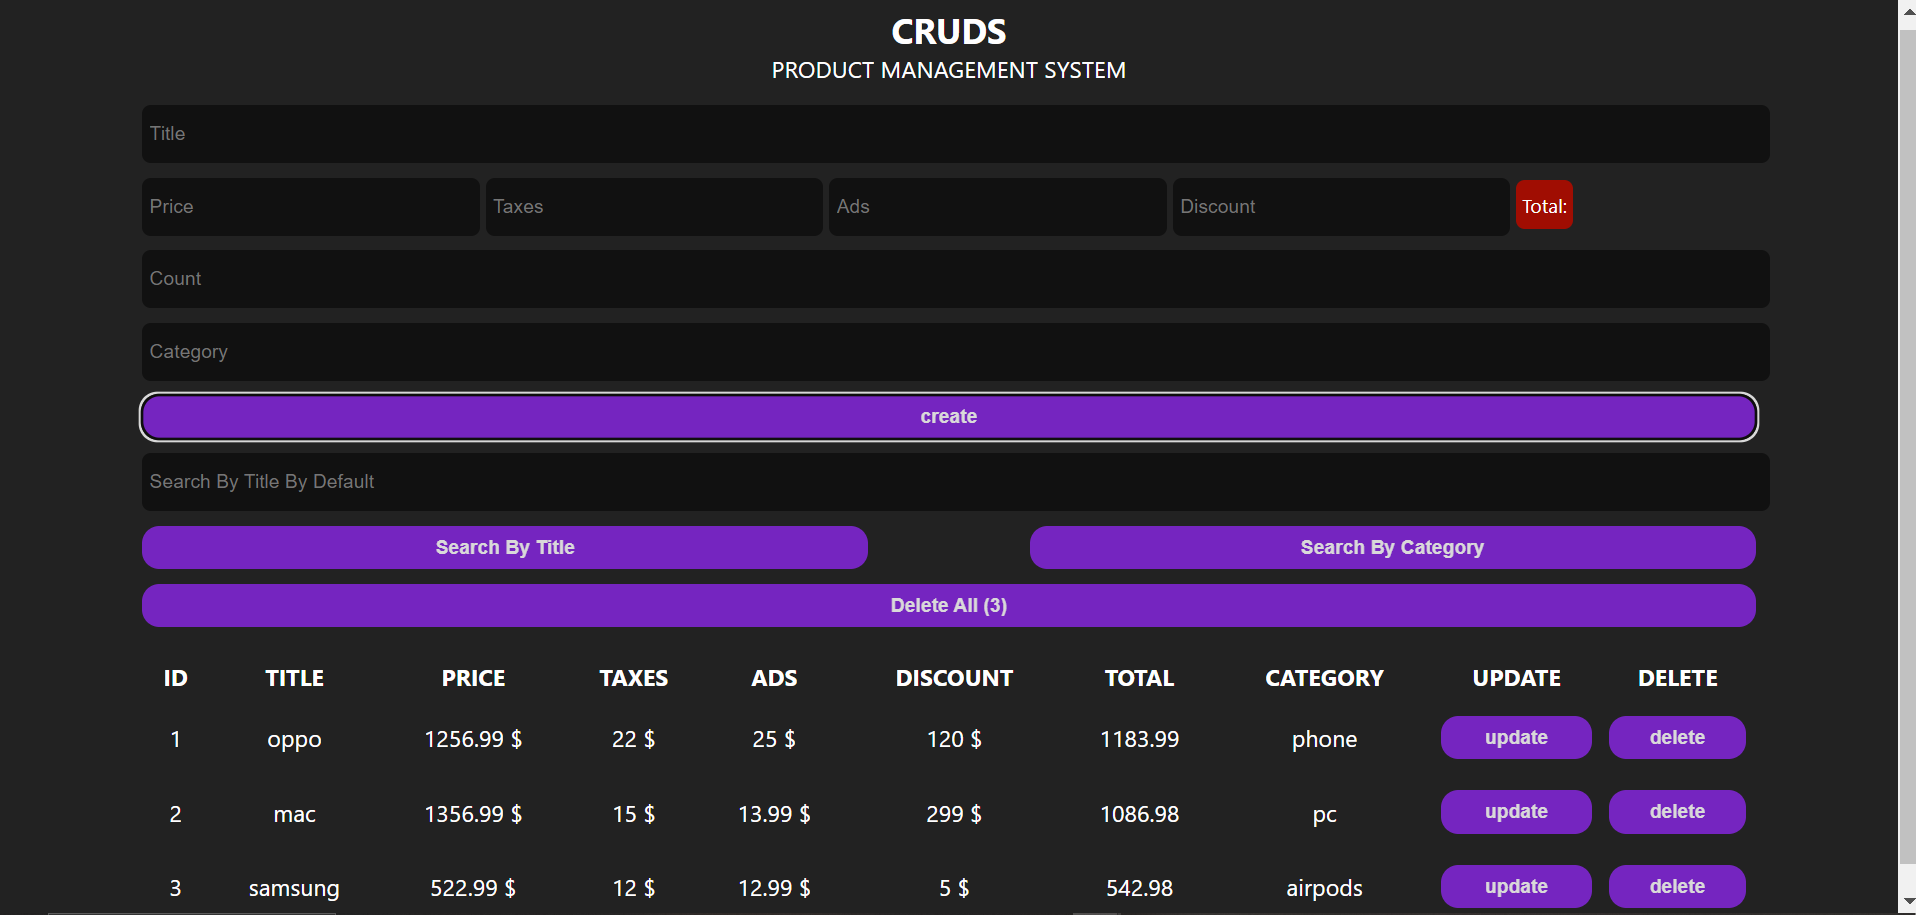 CRUDS
PRODUCT MANAGEMENT SYSTEM
Title
Price Taxes Ads Discount Total:
Count
Category
create
Search By Title By Default
Search By Title Search By Category
Delete All (3)
ID TITLE PRICE TAXES ADS DISCOUNT TOTAL CATEGORY UPDATE DELETE
1 oppo 1256.99 $ 22 $ 25 $ 120 $ 1183.99 phone update delete
2 mac 1356.99 $ 15 $ 13.99 $ 299 $ 1086.98 pc update delete
3 samsung 522.99 $ 12 $ 12.99 $ 5 $ 542.98 airpods update delete